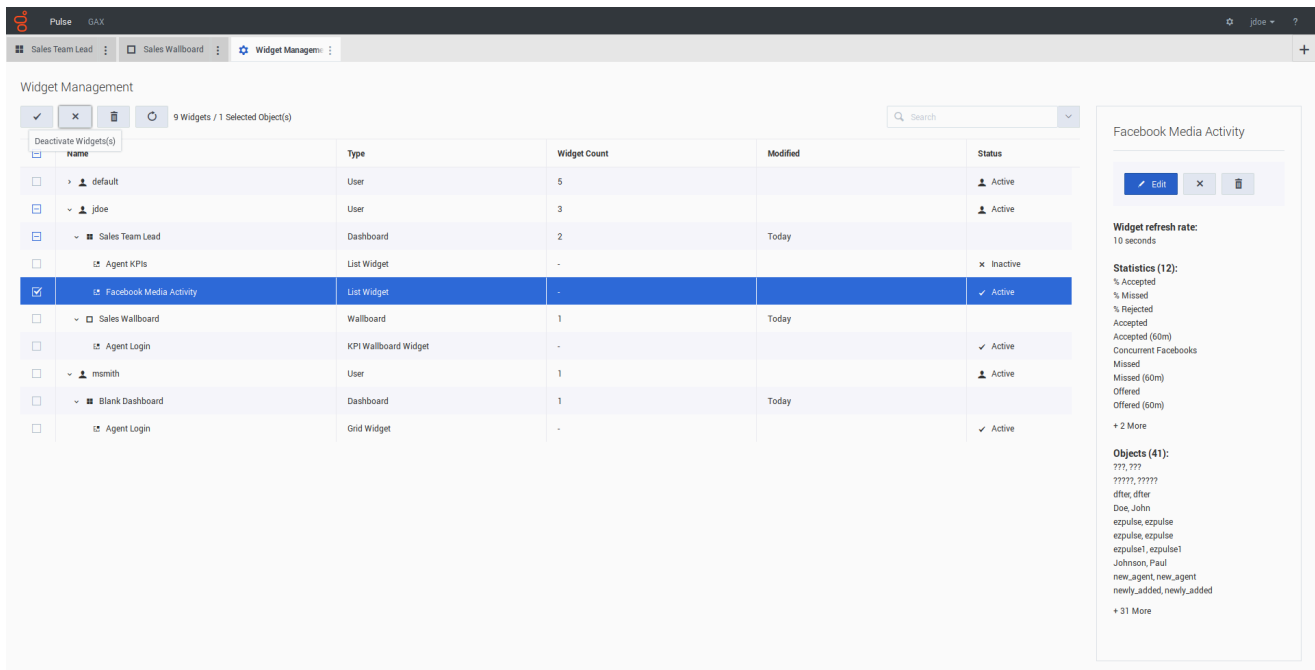 Pulse GAX jdoe ?
Sales Team Lead Sales Wallboard Widget Manageme +
Widget Management
9 Widgets / 1 Selected Object(s) Search
Deactivate Widgets(s)
Name Type Widget Count Modified Status
default User 5 Active
jdoe User 3 Active
Sales Team Lead Dashboard 2 Today
Agent KPIs List Widget - Inactive
Facebook Media Activity List Widget - Active
Sales Wallboard Wallboard 1 Today
Agent Login KPI Wallboard Widget - Active
msmith User 1 Active
Blank Dashboard Dashboard 1 Today
Agent Login Grid Widget - Active
Facebook Media Activity
Edit
Widget refresh rate:
10 seconds
Statistics (12):
% Accepted
% Missed
% Rejected
Accepted
Accepted (60m)
Concurrent Facebooks
Missed
Missed (60m)
Offered
Offered (60m)
+ 2 More
Objects (41):
???, ???
?????, ?????
dfter, dfter
Doe, John
ezpulse, ezpulse
ezpulse, ezpulse
ezpulse1, ezpulse1
Johnson, Paul
new_agent, new_agent
newly_added, newly_added
+ 31 More